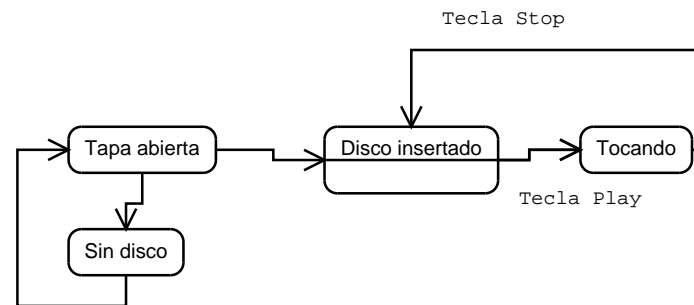 Tecla Stop
Tapa abierta
Disco insertado
Tocando
Tecla Play
Sin disco